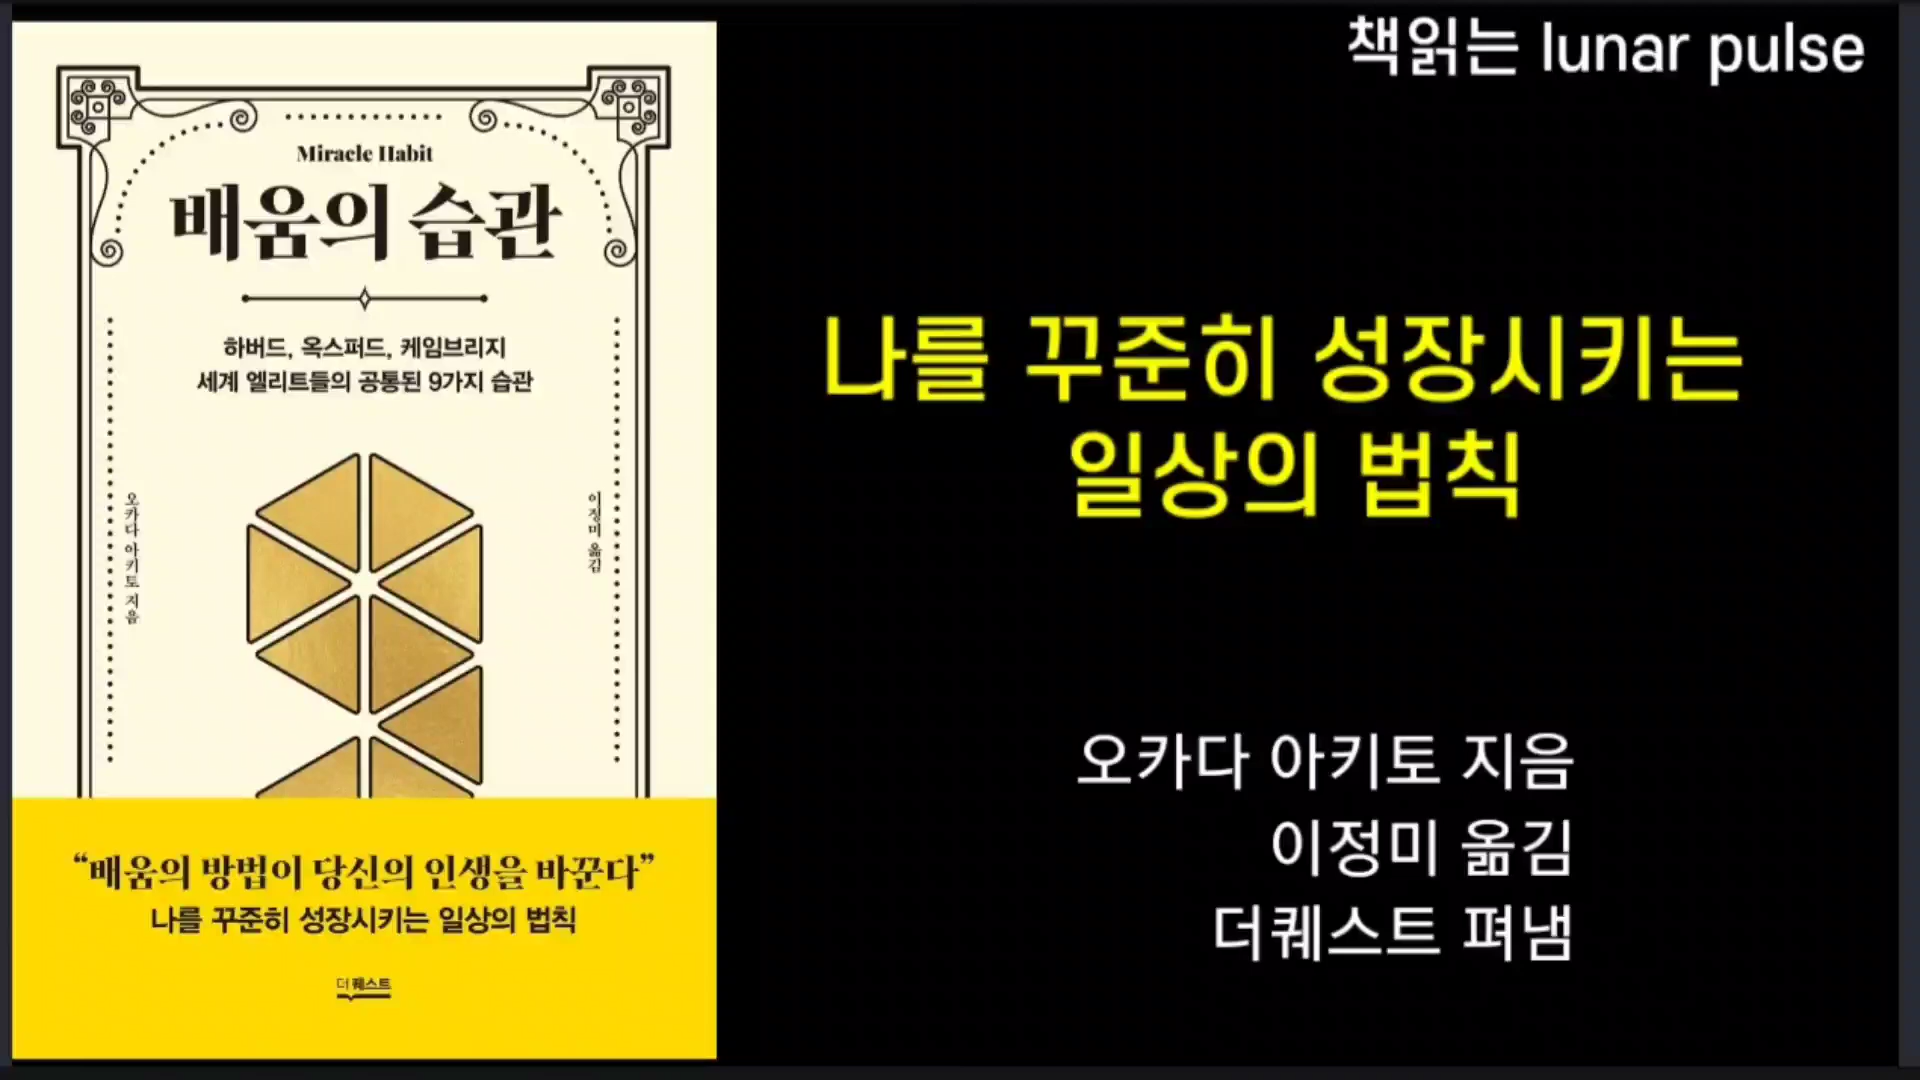 책읽는 lunar pulse
Miracle Habit
배움의 습관
하버드, 옥스퍼드, 케임브리지
세계 엘리트들의 공통된 9가지 습관
오카다 아키토 지음
이정미 옮김
“배움의 방법이 당신의 인생을 바꾼다”
나를 꾸준히 성장시키는 일상의 법칙
더퀘스트
나를 꾸준히 성장시키는
일상의 법칙
오카다 아키토 지음
이정미 옮김
더퀘스트 펴냄